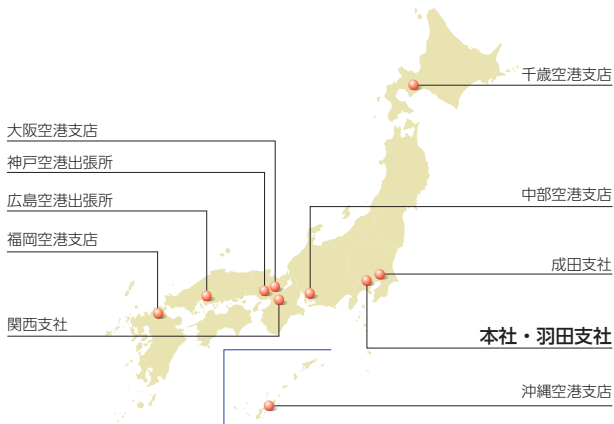 千歳空港支店
大阪空港支店
神戸空港出張所
広島空港出張所
中部空港支店
福岡空港支店
成田支社
関西支社
本社・羽田支社
沖縄空港支店